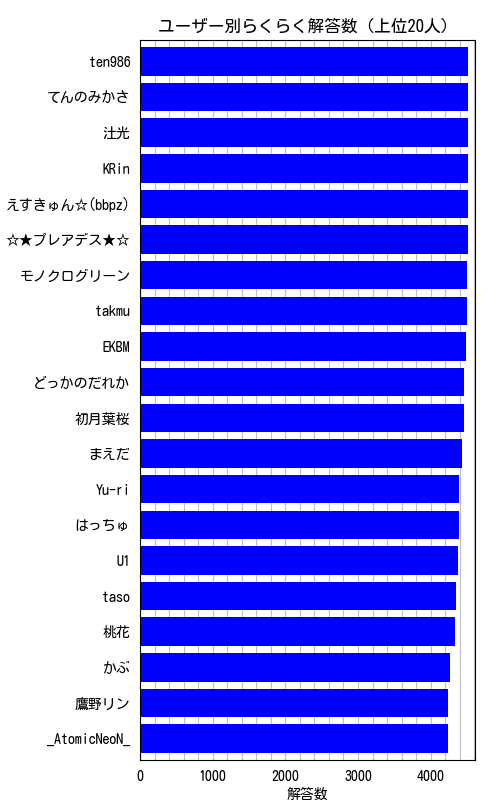 ユーザー別らくらく解答数（上位20人）
ten986
てんのみかさ
辻光
KRin
えすきゅん☆(bbpz)
☆★プレアデス★☆
モノクログリーン
takmu
EKBM
どっかのだれか
初月葉桜
まえだ
Yu-ri
はっちゅ
U1
taso
桃花
かぶ
鷹野リン
_AtomicNeoN_
0 1000 2000 3000 4000
解答数